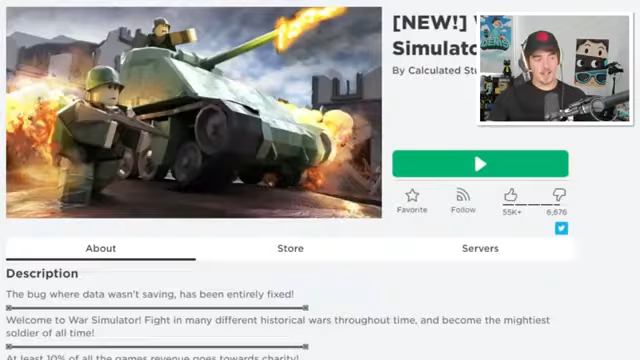 [NEW!]
Simulato
By Calculated Stu
Favorite
Follow
55K+
6,676
About
Store
Servers
Description
The bug where data wasn't saving, has been entirely fixed!
Welcome to War Simulator! Fight in many different historical wars throughout time, and become the mightiest
soldier of all time!
At least 10% of all the games revenue goes towards charity!